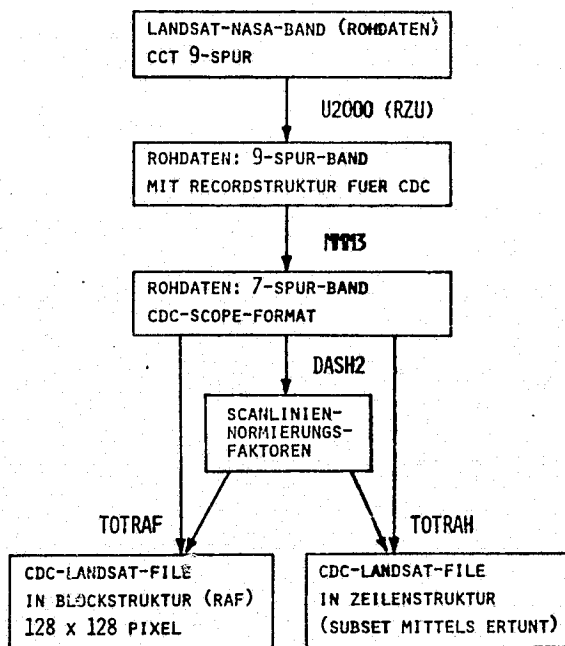 LANDSAT-NASA-BAND (ROHDATEN)
CCT 9-SPUR
U2000 (RZU)
ROHDATEN: 9-SPUR-BAND
MIT RECORDSTRUKTUR FUER CDC
MMM3
ROHDATEN: 7-SPUR-BAND
CDC-SCOPE-FORMAT
DASH2
SCANLINIEN-
NORMIERUNGS-
FAKTOREN
TOTRAF
TOTRAH
CDC-LANDSAT-FILE
IN BLOCKSTRUKTUR (RAF)
128 X 128 PIXEL
CDC-LANDSAT-FILE
IN ZEILENSTRUKTUR
(SUBSET MITTELS ERTUNT)